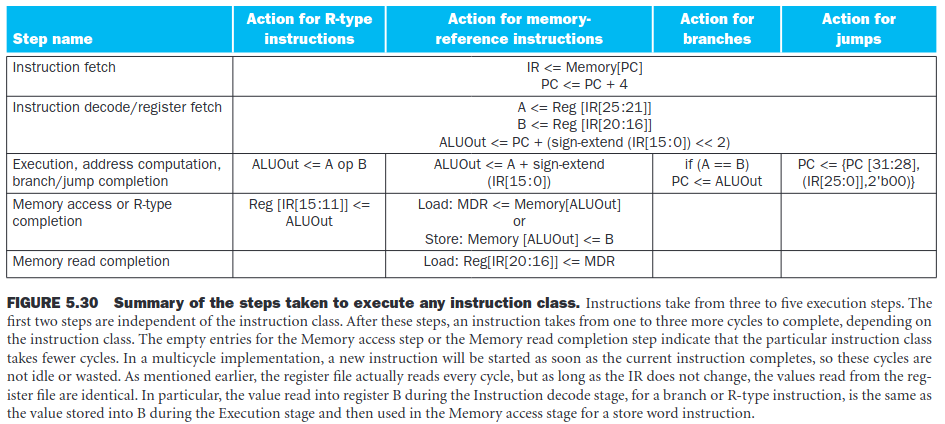 Step name
Action for R-type
instructions
Action for memory-
reference instructions
Action for
branches
Action for
jumps
Instruction fetch
IR <= Memory[PC]
PC <= PC + 4
Instruction decode/register fetch
A <= Reg [IR[25:21]]
B <= Reg [IR[20:16]]
ALUOut <= PC + (sign-extend (IR[15:0]) << 2)
Execution, address computation,
branch/jump completion
ALUOut <= A op B
ALUOut <= A + sign-extend
(IR[15:0])
if (A == B)
PC <= ALUOut
PC <= {PC [31:28],
(IR[25:0]],2'b00)}
Memory access or R-type
completion
Reg [IR[15:11]] <=
ALUOut
Load: MDR <= Memory[ALUOut]
or
Store: Memory [ALUOut] <= B
Memory read completion
Load: Reg[IR[20:16]] <= MDR
FIGURE 5.30 Summary of the steps taken to execute any instruction class. Instructions take from three to five execution steps. The
first two steps are independent of the instruction class. After these steps, an instruction takes from one to three more cycles to complete, depending on
the instruction class. The empty entries for the Memory access step or the Memory read completion step indicate that the particular instruction class
takes fewer cycles. In a multicycle implementation, a new instruction will be started as soon as the current instruction completes, so these cycles are
not idle or wasted. As mentioned earlier, the register file actually reads every cycle, but as long as the IR does not change, the values read from the reg-
ister file are identical. In particular, the value read into register B during the Instruction decode stage, for a branch or R-type instruction, is the same as
the value stored into B during the Execution stage and then used in the Memory access stage for a store word instruction.